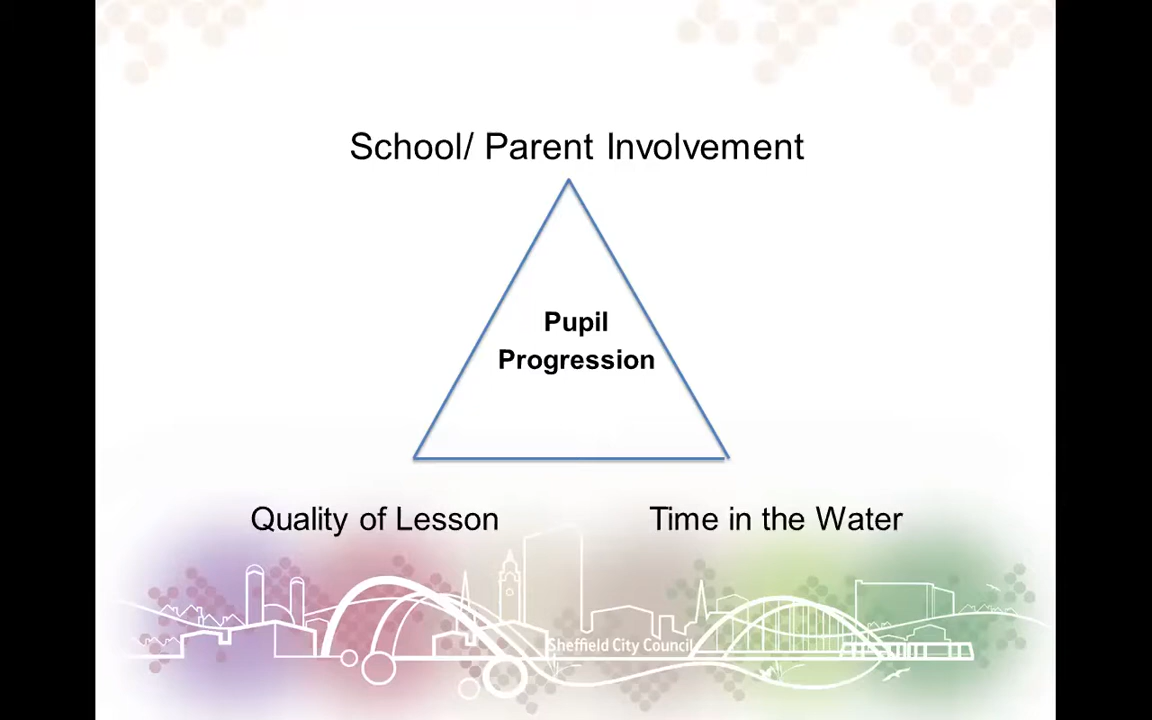 School/ Parent Involvement
Pupil
Progression
Quality of Lesson
Time in the Water
Sheffield City Council